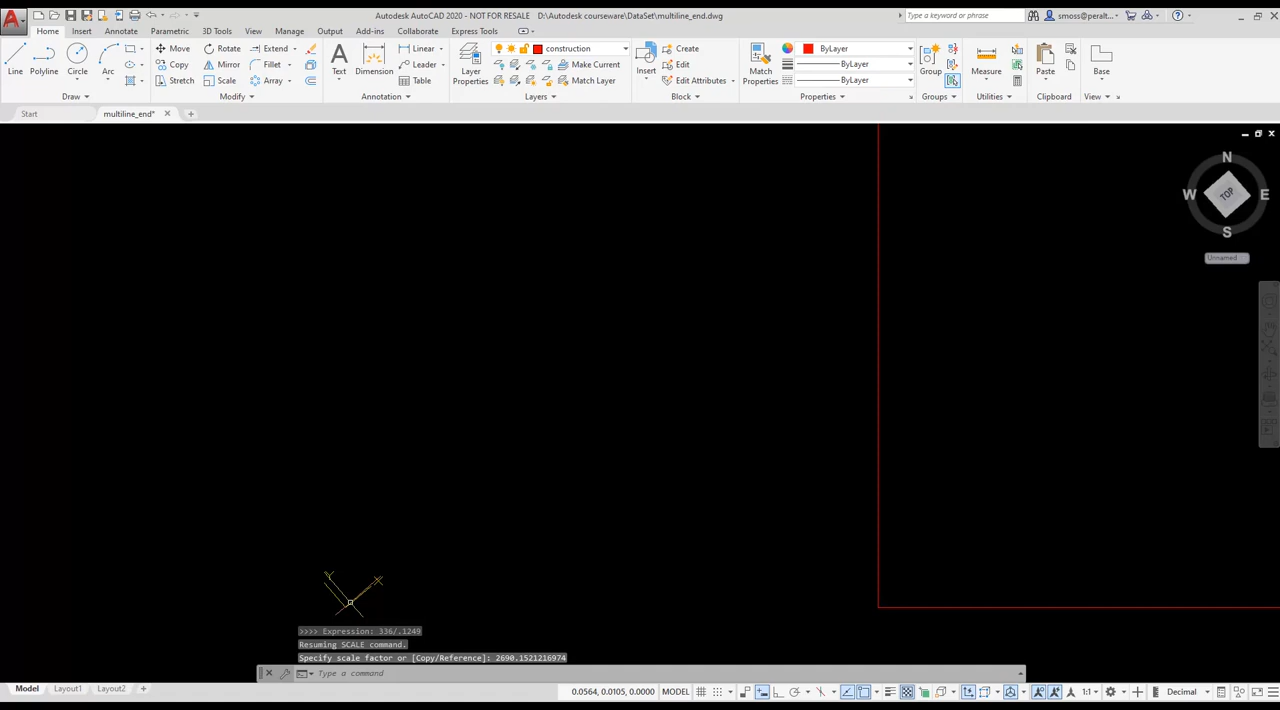 Autodesk AutoCAD 2020 - NOT FOR RESALE D:\Autodesk courseware\DataSet\multiline_end.dwg
Type a keyword or phrase
smoss@peralt...
Home Insert Annotate Parametric 3D Tools View Manage Output Add-ins Collaborate Express Tools
Line Polyline Circle Arc
Move Rotate Extend
Copy Mirror Fillet
Stretch Scale Array
Text Dimension
Linear
Leader
Table
Layer Properties
construction
Make Current
Match Layer
Insert
Create
Edit
Edit Attributes
Match Properties
ByLayer
ByLayer
ByLayer
Group
Measure
Paste
Base
Draw Modify Annotation Layers Block Properties Groups Utilities Clipboard View
Start multiline_end*
N
W TOP E
S
Unnamed
Y X
>>>> Expression: 336/.1249
Resuming SCALE command.
Specify scale factor or [Copy/Reference]: 2690.1521216974
Type a command
Model Layout1 Layout2
0.0564, 0.0105, 0.0000 MODEL 1:1 Decimal